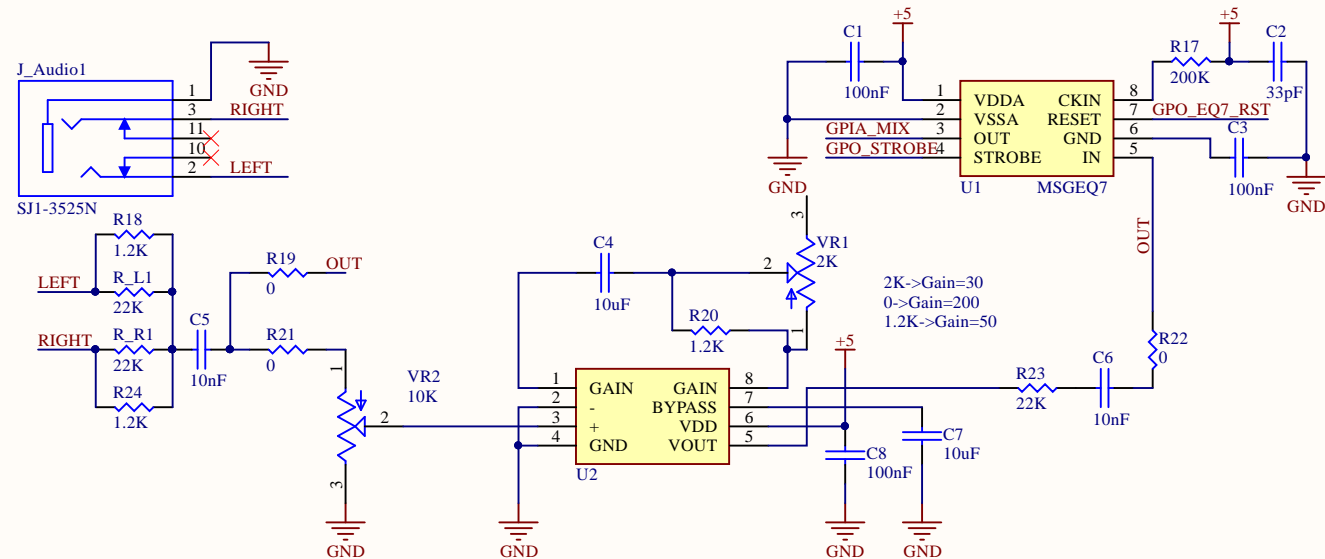 J_Audio1
1
3
11
10
2
GND
RIGHT
LEFT
SJ1-3525N
+5
C1
100nF
GND
GPIA_MIX
GPO_STROBE
1
2
3
4
VDDA
VSSA
OUT
STROBE
CKIN
RESET
GND
IN
8
7
6
5
U1
MSGEQ7
R17
200K
+5
C2
33pF
GPO_EQ7_RST
C3
100nF
GND
OUT
R18
1.2K
LEFT
R_L1
22K
RIGHT
R_R1
22K
R24
1.2K
C5
10nF
R19
0
OUT
R21
0
1
VR2
10K
2
3
GND
C4
10uF
3
VR1
2K
2
1
R20
1.2K
2K->Gain=30
0->Gain=200
1.2K->Gain=50
1
2
3
4
GAIN
-
+
GND
GAIN
BYPASS
VDD
VOUT
8
7
6
5
U2
GND
+5
C8
100nF
GND
C7
10uF
GND
R23
22K
C6
10nF
R22
0